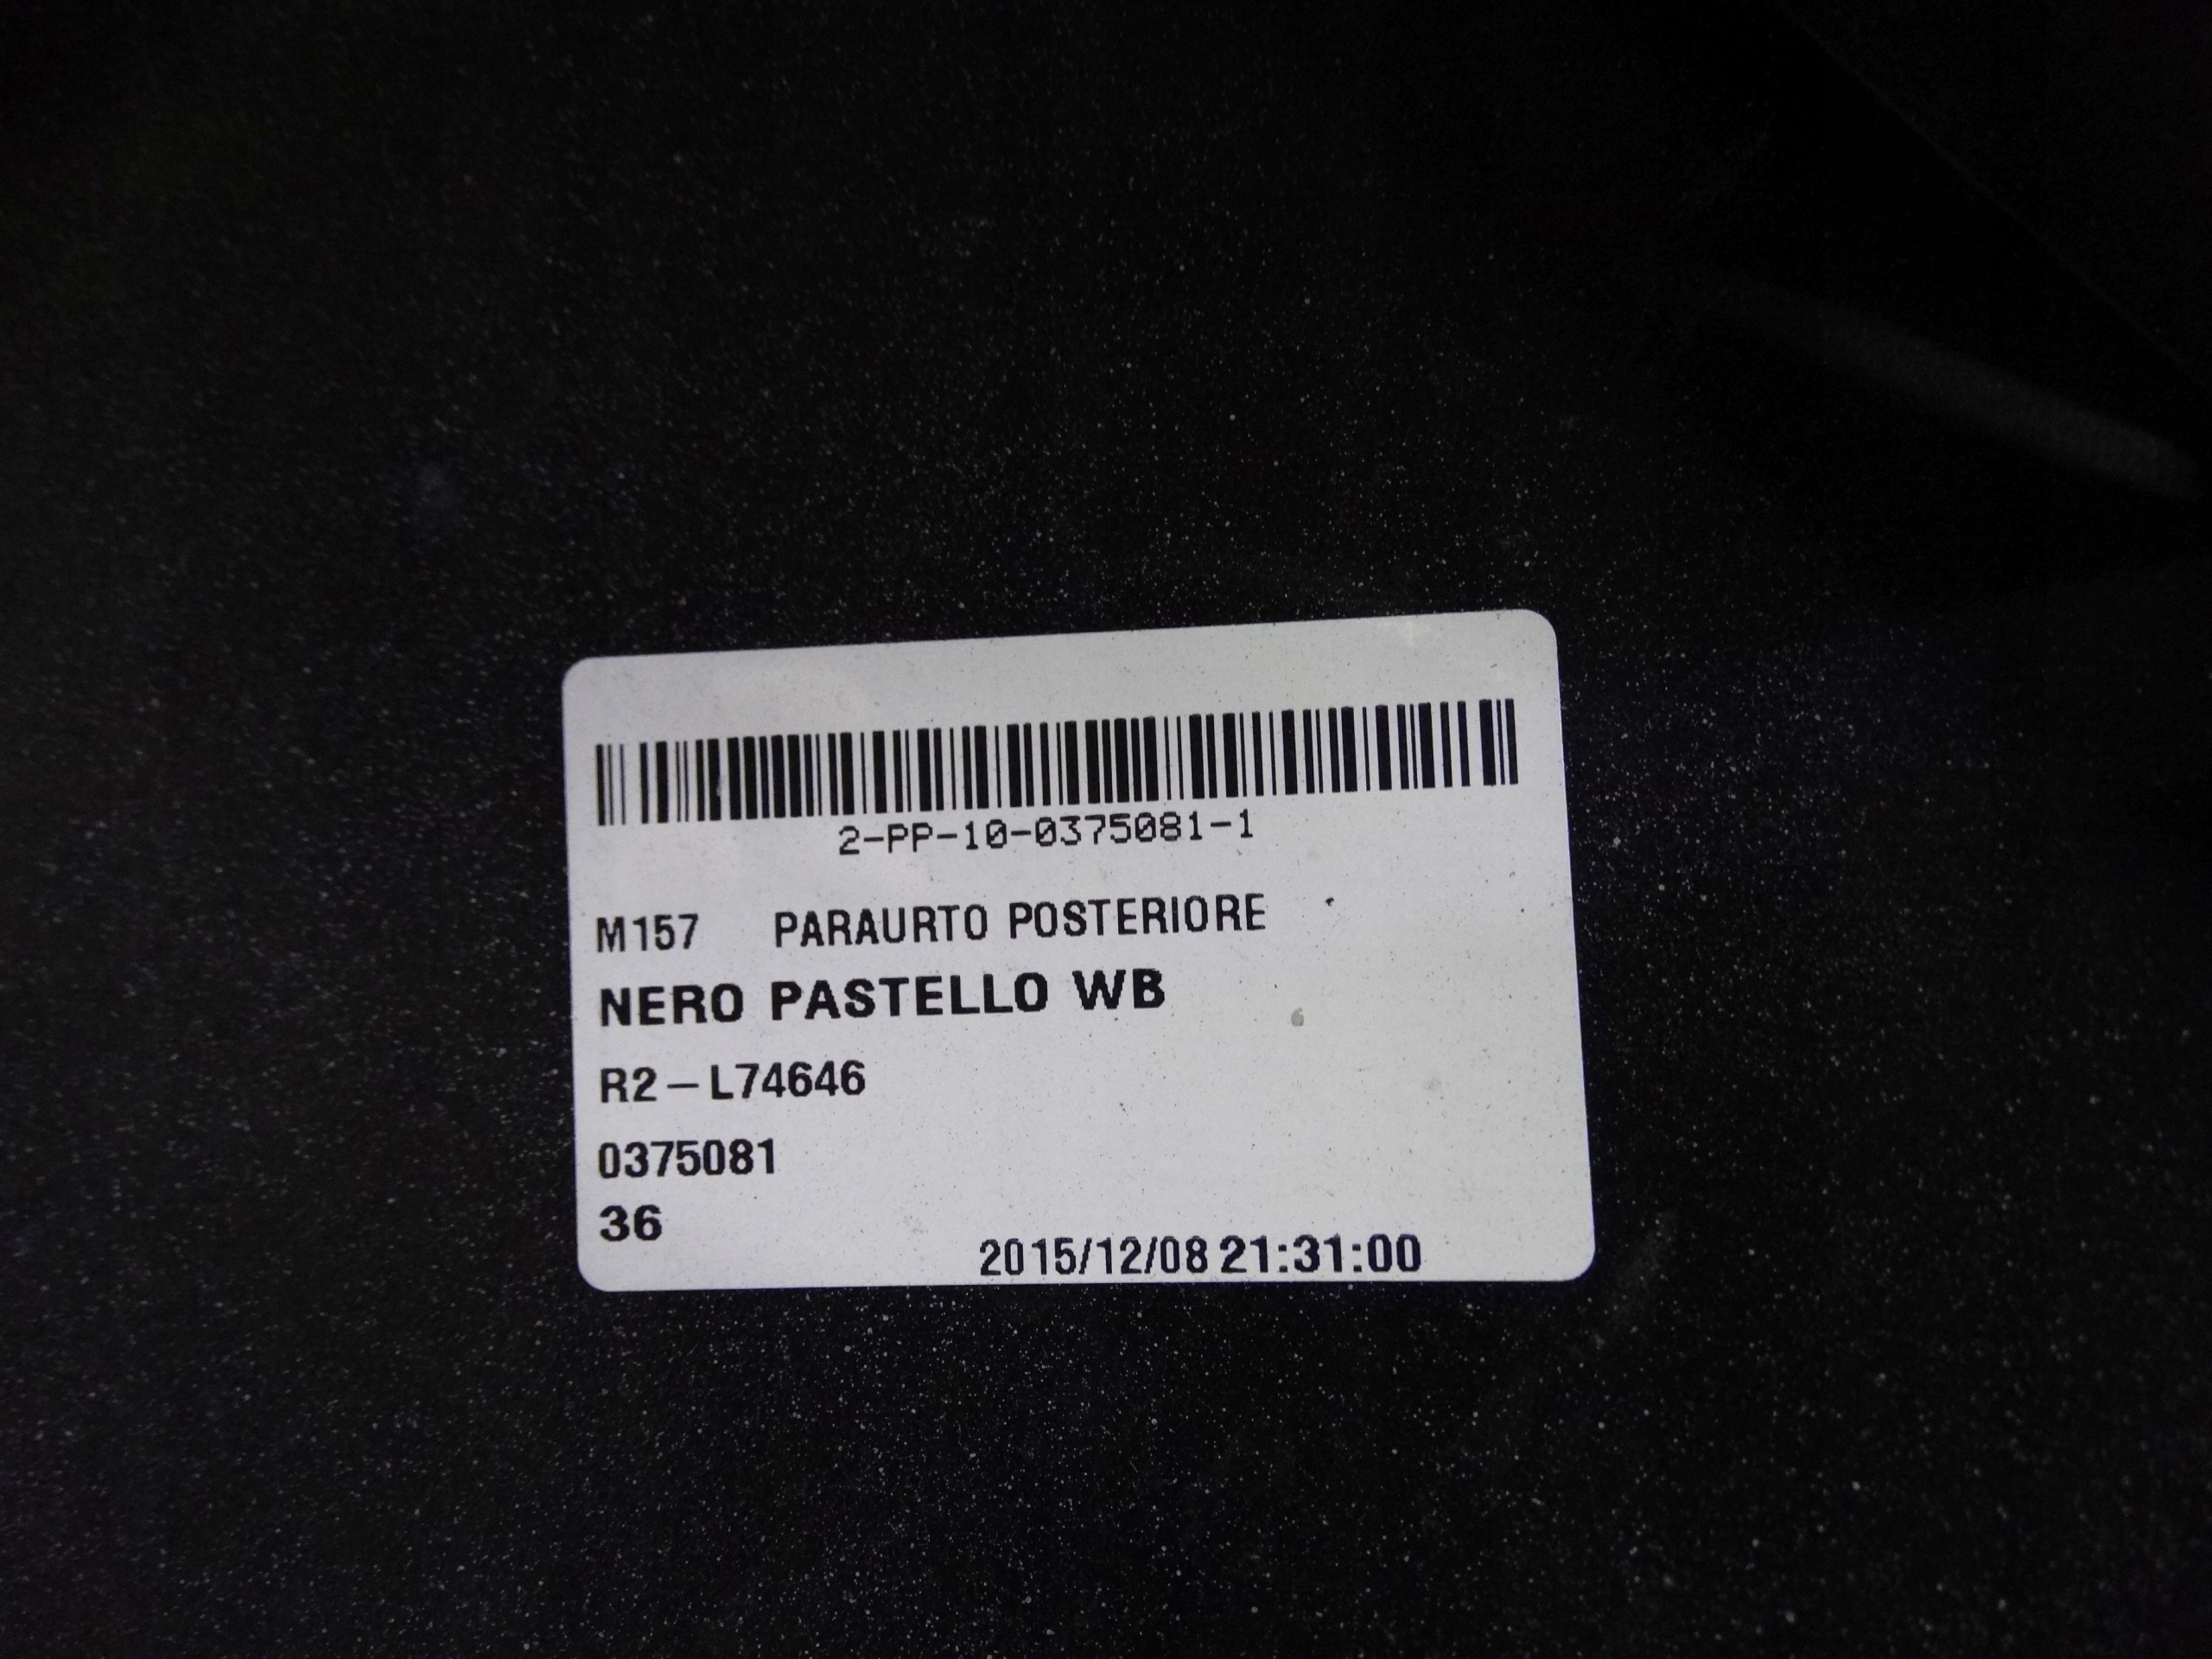 2-PP-10-0375081-1
M157 PARAURTO POSTERIORE
NERO PASTELLO WB
R2-L74646
0375081
36
2015/12/08 21:31:00